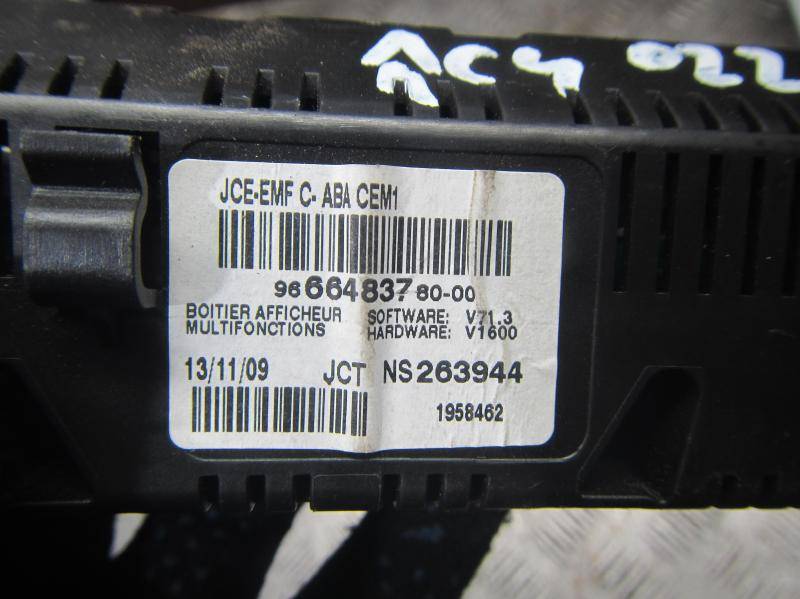 AC4 022
JCE-EMF C- ABA CEM1
96 664837 80-00
BOITIER AFFICHEUR SOFTWARE: V71.3
MULTIFONCTIONS HARDWARE: V1600
13/11/09 JCT NS263944
1958462